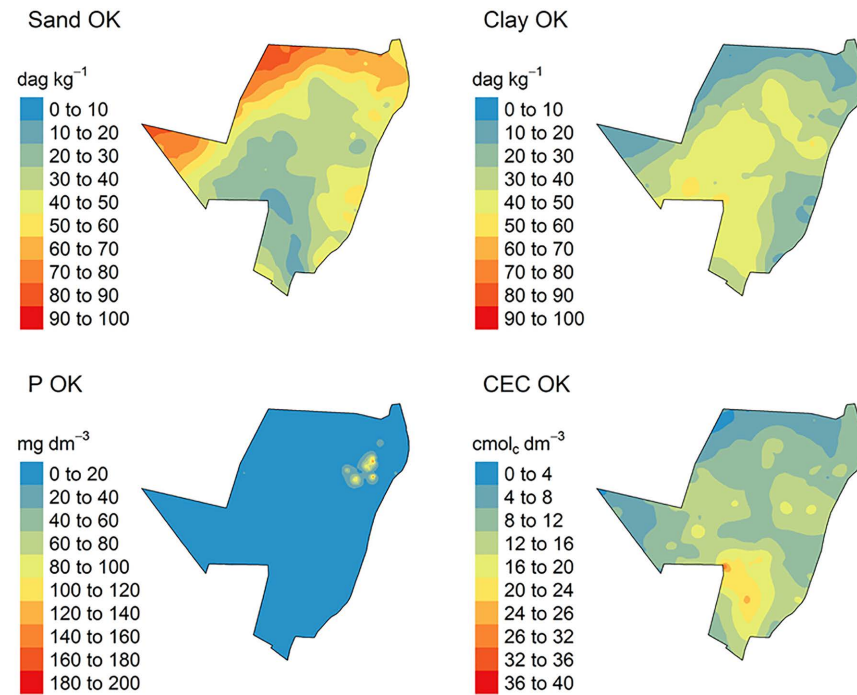 Sand OK
dag kg⁻¹
0 to 10
10 to 20
20 to 30
30 to 40
40 to 50
50 to 60
60 to 70
70 to 80
80 to 90
90 to 100
Clay OK
dag kg⁻¹
0 to 10
10 to 20
20 to 30
30 to 40
40 to 50
50 to 60
60 to 70
70 to 80
80 to 90
90 to 100
P OK
mg dm⁻³
0 to 20
20 to 40
40 to 60
60 to 80
80 to 100
100 to 120
120 to 140
140 to 160
160 to 180
180 to 200
CEC OK
cmol꜀ dm⁻³
0 to 4
4 to 8
8 to 12
12 to 16
16 to 20
20 to 24
24 to 26
26 to 32
32 to 36
36 to 40